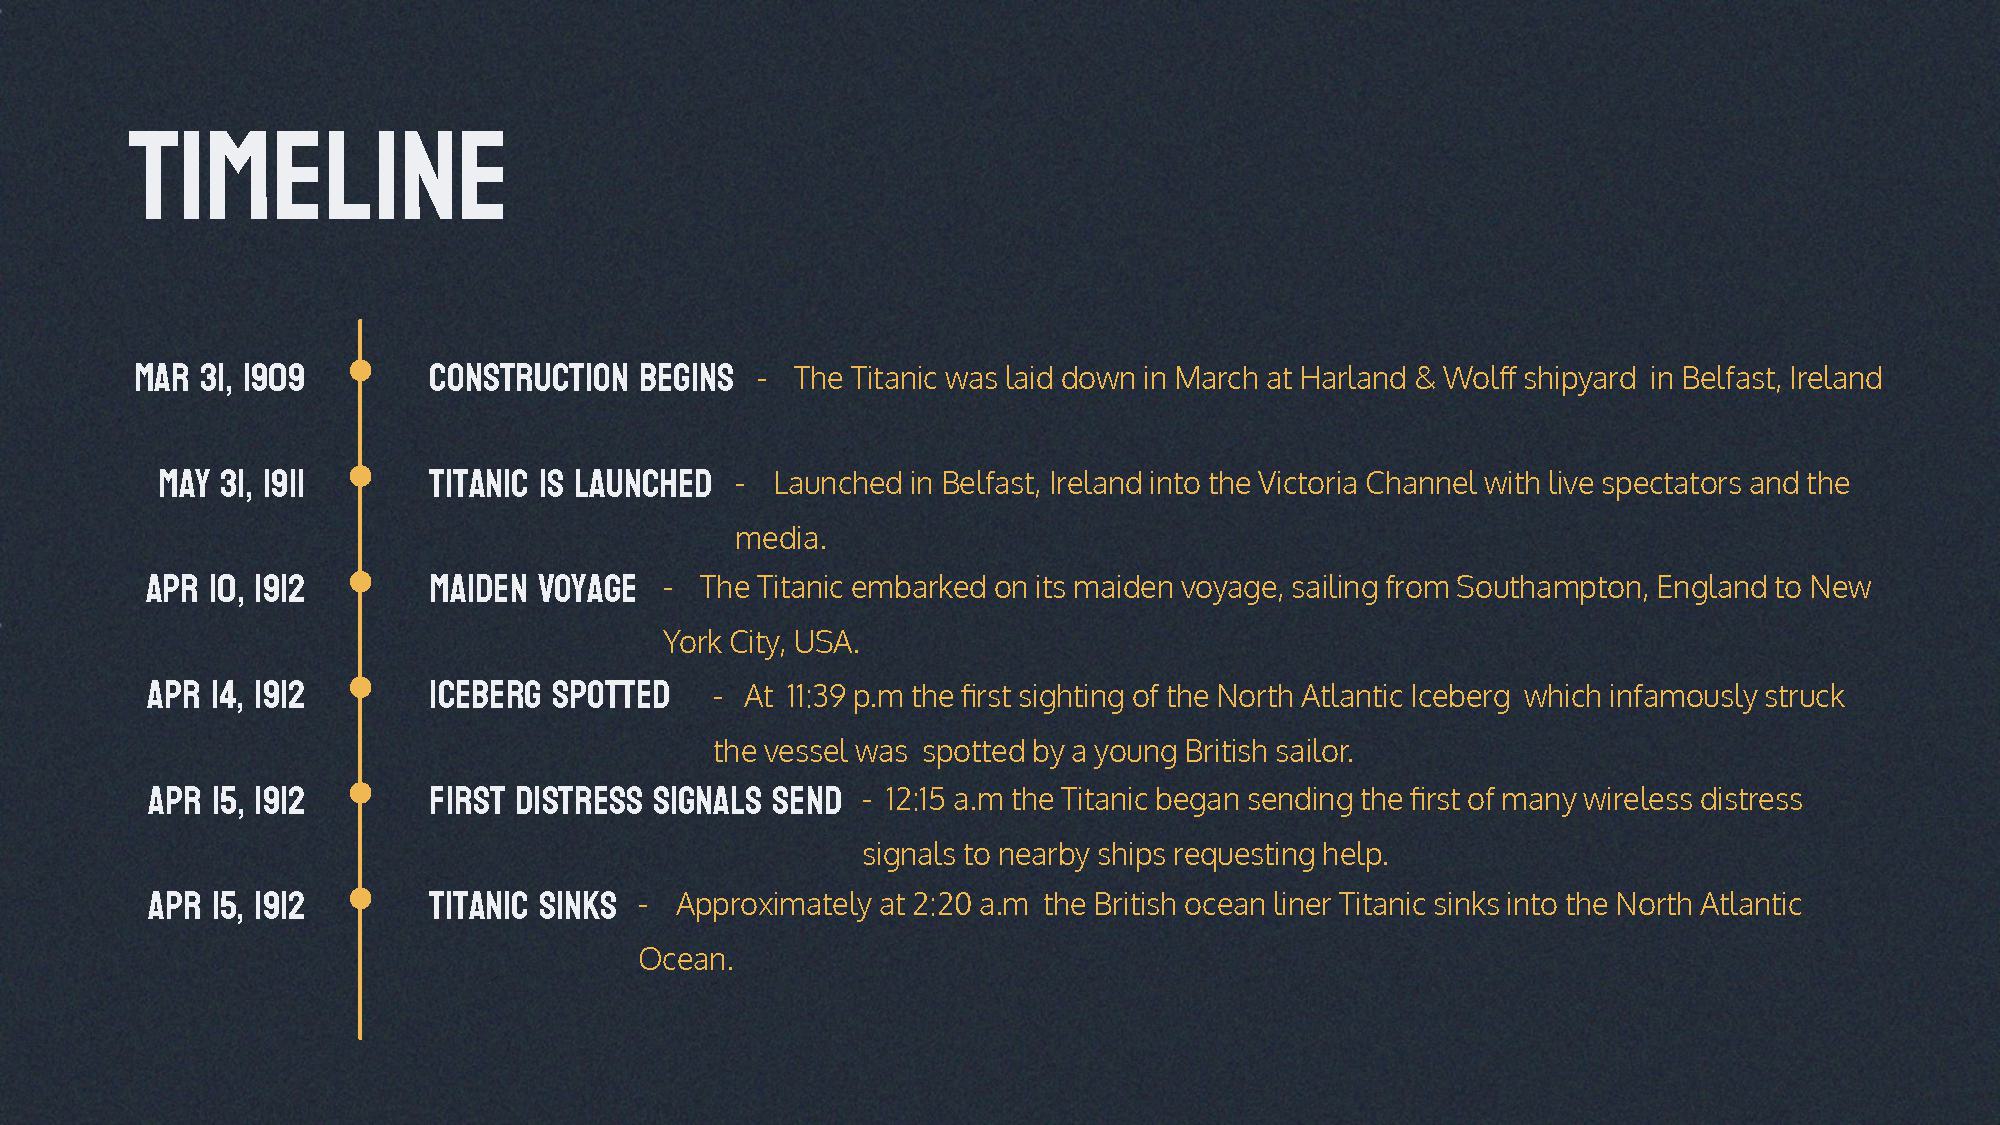 TIMELINE
MAR 31, 1909 CONSTRUCTION BEGINS - The Titanic was laid down in March at Harland & Wolff shipyard in Belfast, Ireland
MAY 31, 1911 TITANIC IS LAUNCHED - Launched in Belfast, Ireland into the Victoria Channel with live spectators and the
media.
APR 10, 1912 MAIDEN VOYAGE - The Titanic embarked on its maiden voyage, sailing from Southampton, England to New
York City, USA.
APR 14, 1912 ICEBERG SPOTTED - At 11:39 p.m the first sighting of the North Atlantic Iceberg which infamously struck
the vessel was spotted by a young British sailor.
APR 15, 1912 FIRST DISTRESS SIGNALS SEND - 12:15 a.m the Titanic began sending the first of many wireless distress
signals to nearby ships requesting help.
APR 15, 1912 TITANIC SINKS - Approximately at 2:20 a.m the British ocean liner Titanic sinks into the North Atlantic
Ocean.